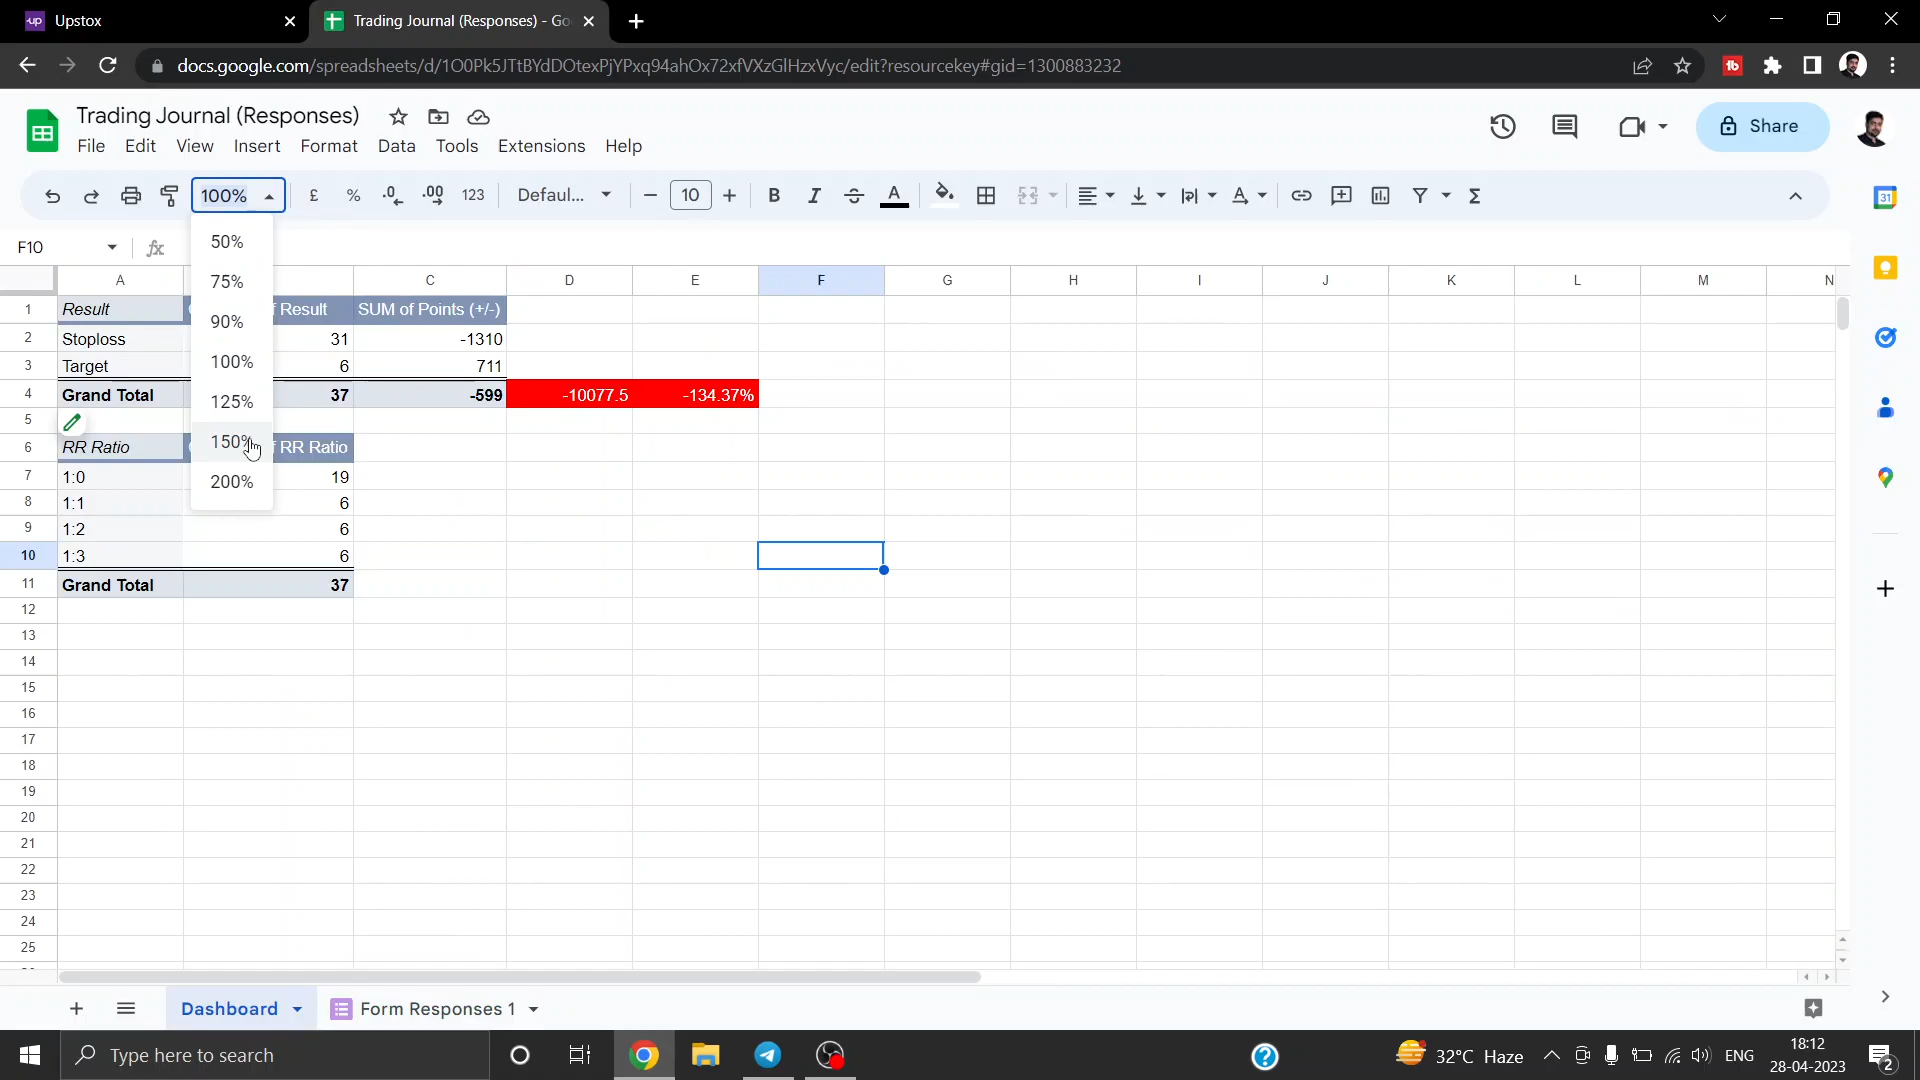 Upstox
Trading Journal (Responses) - Go
docs.google.com/spreadsheets/d/1O0Pk5JTtBYdDOtexPjYPxq94ahOx72xfVXzGlHzxVyc/edit?resourcekey#gid=1300883232
Trading Journal (Responses)
File Edit View Insert Format Data Tools Extensions Help
Share
100% £ % .0 .00 123 Defaul... 10
F10
50%
75%
90%
100%
125%
150%
200%
A C D E F G H I J K L M N
1 Result f Result SUM of Points (+/-)
2 Stoploss 31 -1310
3 Target 6 711
4 Grand Total 37 -599 -10077.5 -134.37%
5
6 RR Ratio f RR Ratio
7 1:0 19
8 1:1 6
9 1:2 6
10 1:3 6
11 Grand Total 37
12
13
14
15
16
17
18
19
20
21
22
23
24
25
Dashboard Form Responses 1
Type here to search
32°C Haze
ENG
18:12
28-04-2023
2